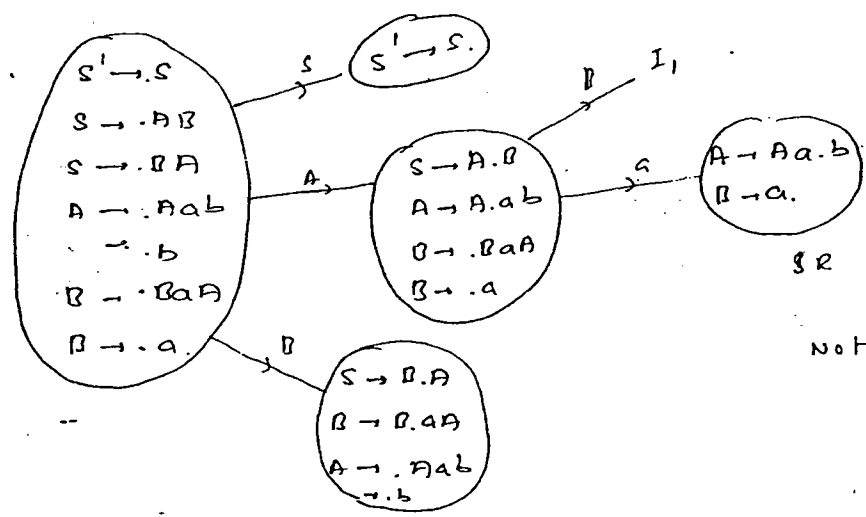 S' → .S
S → .AB
S → .BA
A → .Aab
→ .b
B → .BaA
B → .a.
S
S' → S.
A
S → A.B
A → A.ab
B → .BaA
B → .a
B
I₁
a
A → Aa.b
B → a.
SR
Not
B
S → B.A
B → B.aA
A → .Aab
→ .b